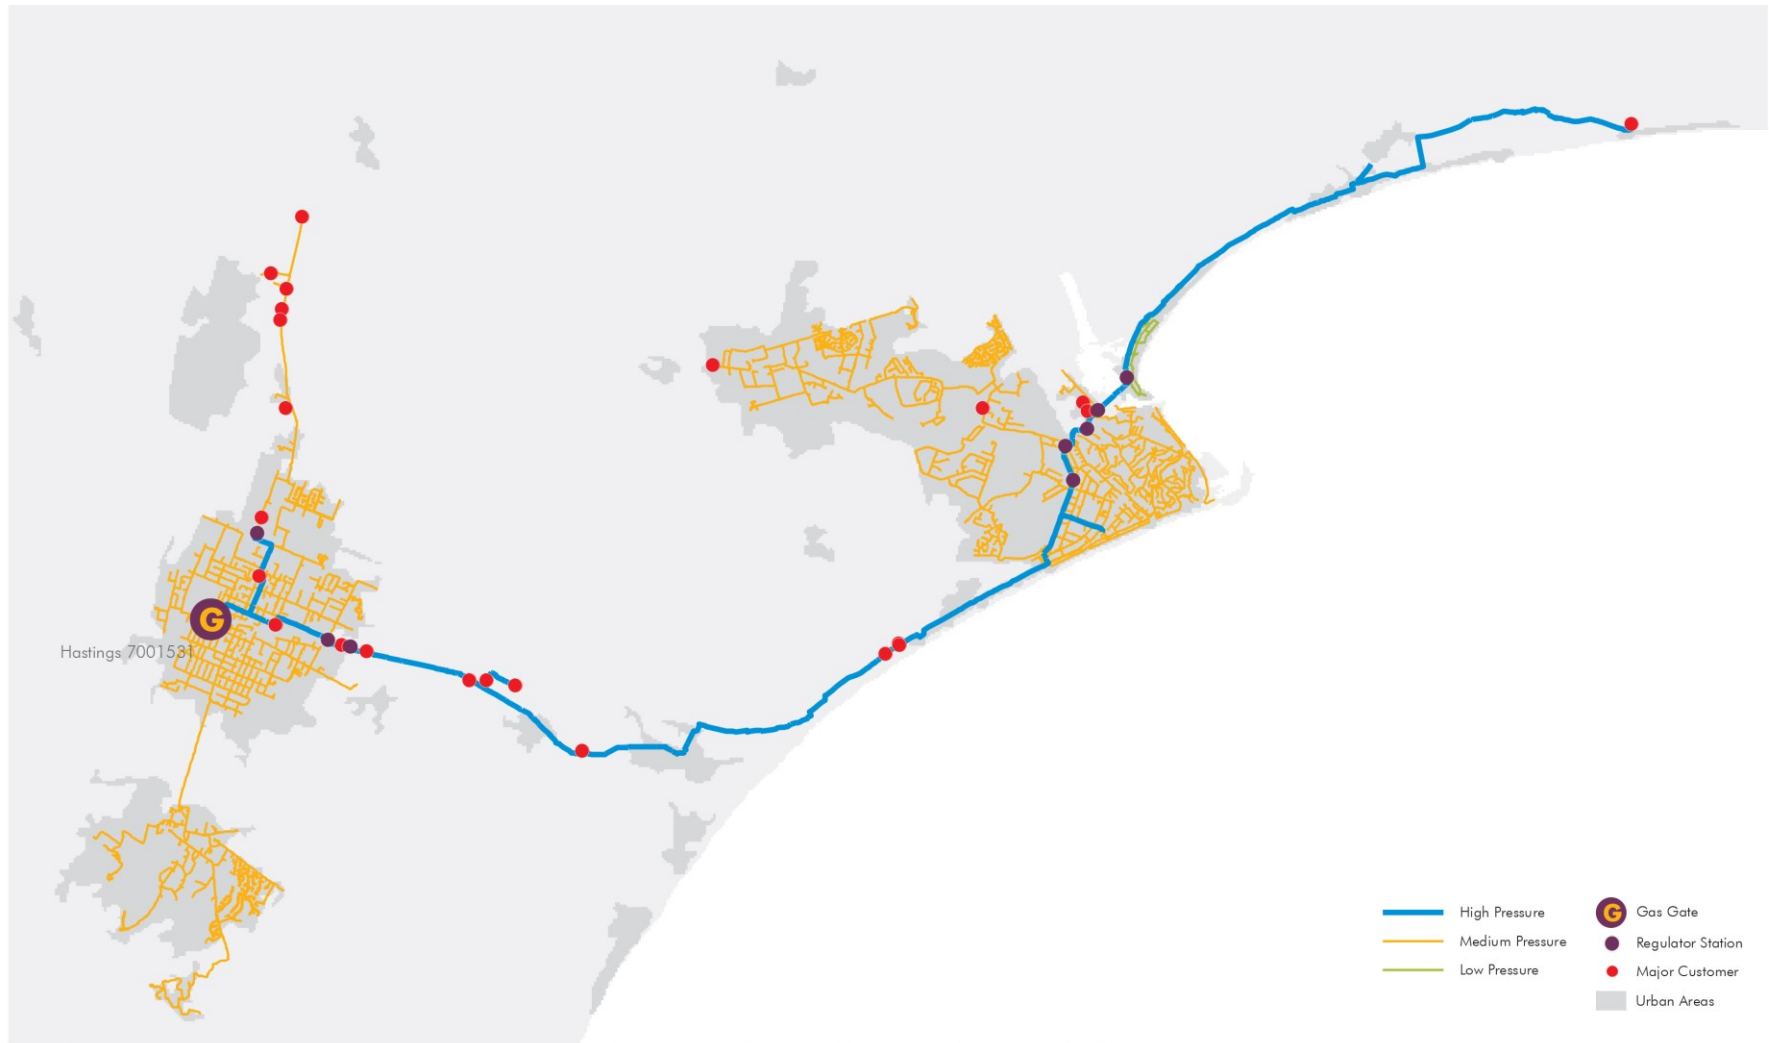 G
Hastings 7001531
High Pressure
Medium Pressure
Low Pressure
G
Gas Gate
Regulator Station
Major Customer
Urban Areas